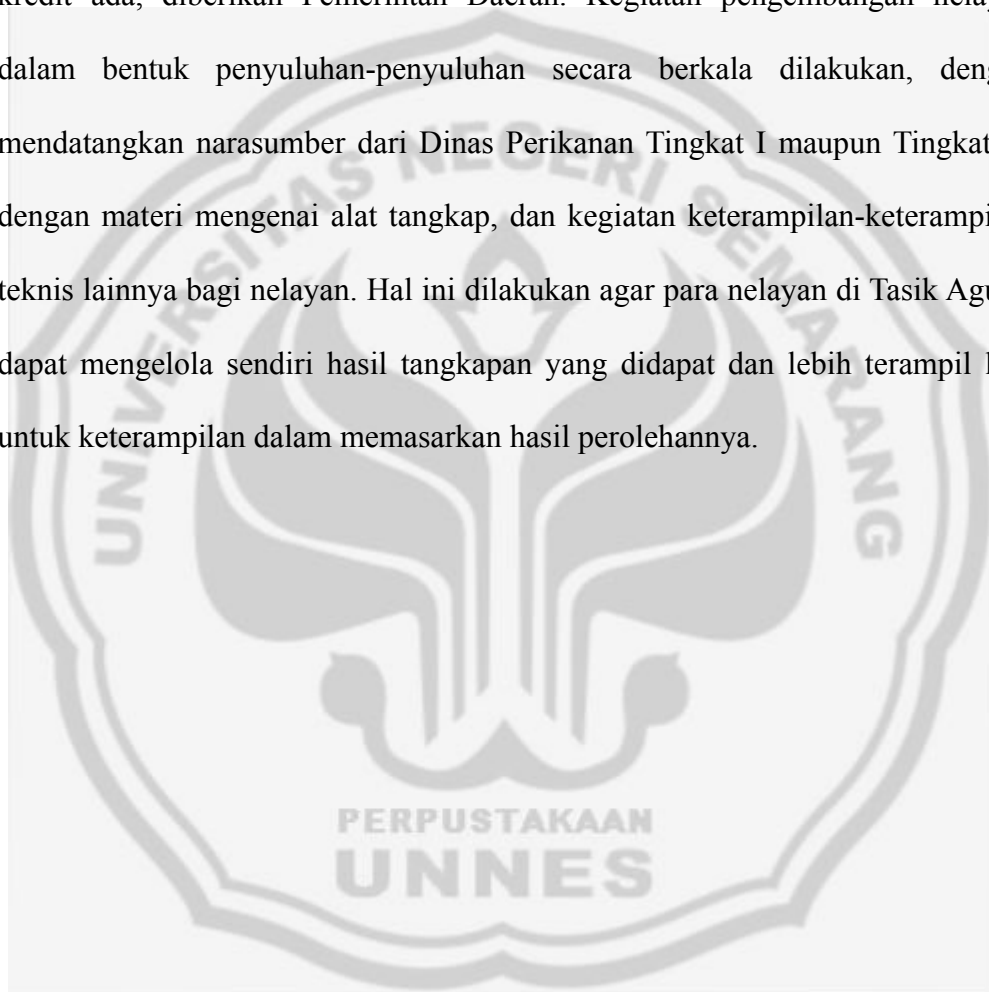 kredit ada, diberikan Pemerintah Daerah. Kegiatan pengembangan
dalam bentuk penyuluhan-penyuluhan secara berkala dilakukan,
mendatangkan narasumber dari Dinas Perikanan Tingkat I maupun Tingkat
dengan materi mengenai alat tangkap, dan kegiatan
teknis lainnya bagi nelayan. Hal ini dilakukan agar para nelayan di Tasik
dapat mengelola sendiri hasil tangkapan yang didapat dan lebih terampil
untuk keterampilan dalam memasarkan hasil perolehannya.
UNIVERSITAS NEGERI SEMARANG
PERPUSTAKAAN
UNNES